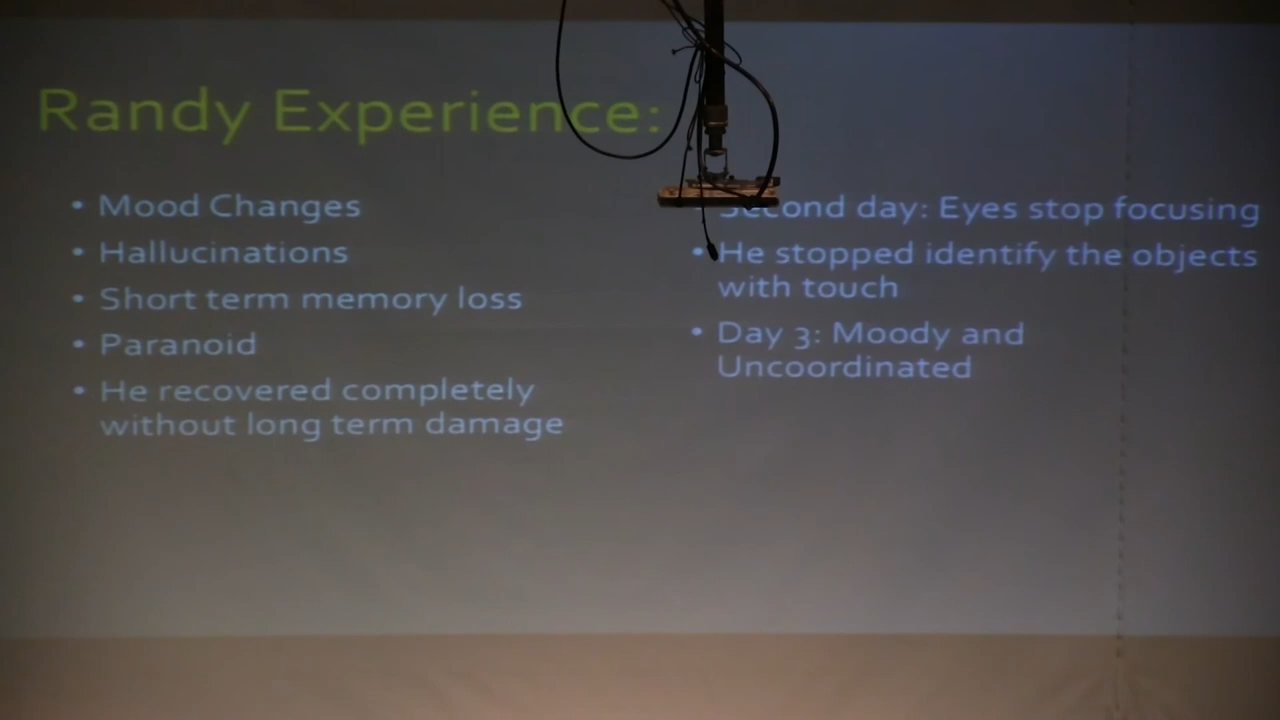 Randy Experience:
• Mood Changes
• Hallucinations
• Short term memory loss
• Paranoid
• He recovered completely
without long term damage
• Second day: Eyes stop focusing
• He stopped identify the objects
with touch
• Day 3: Moody and
Uncoordinated